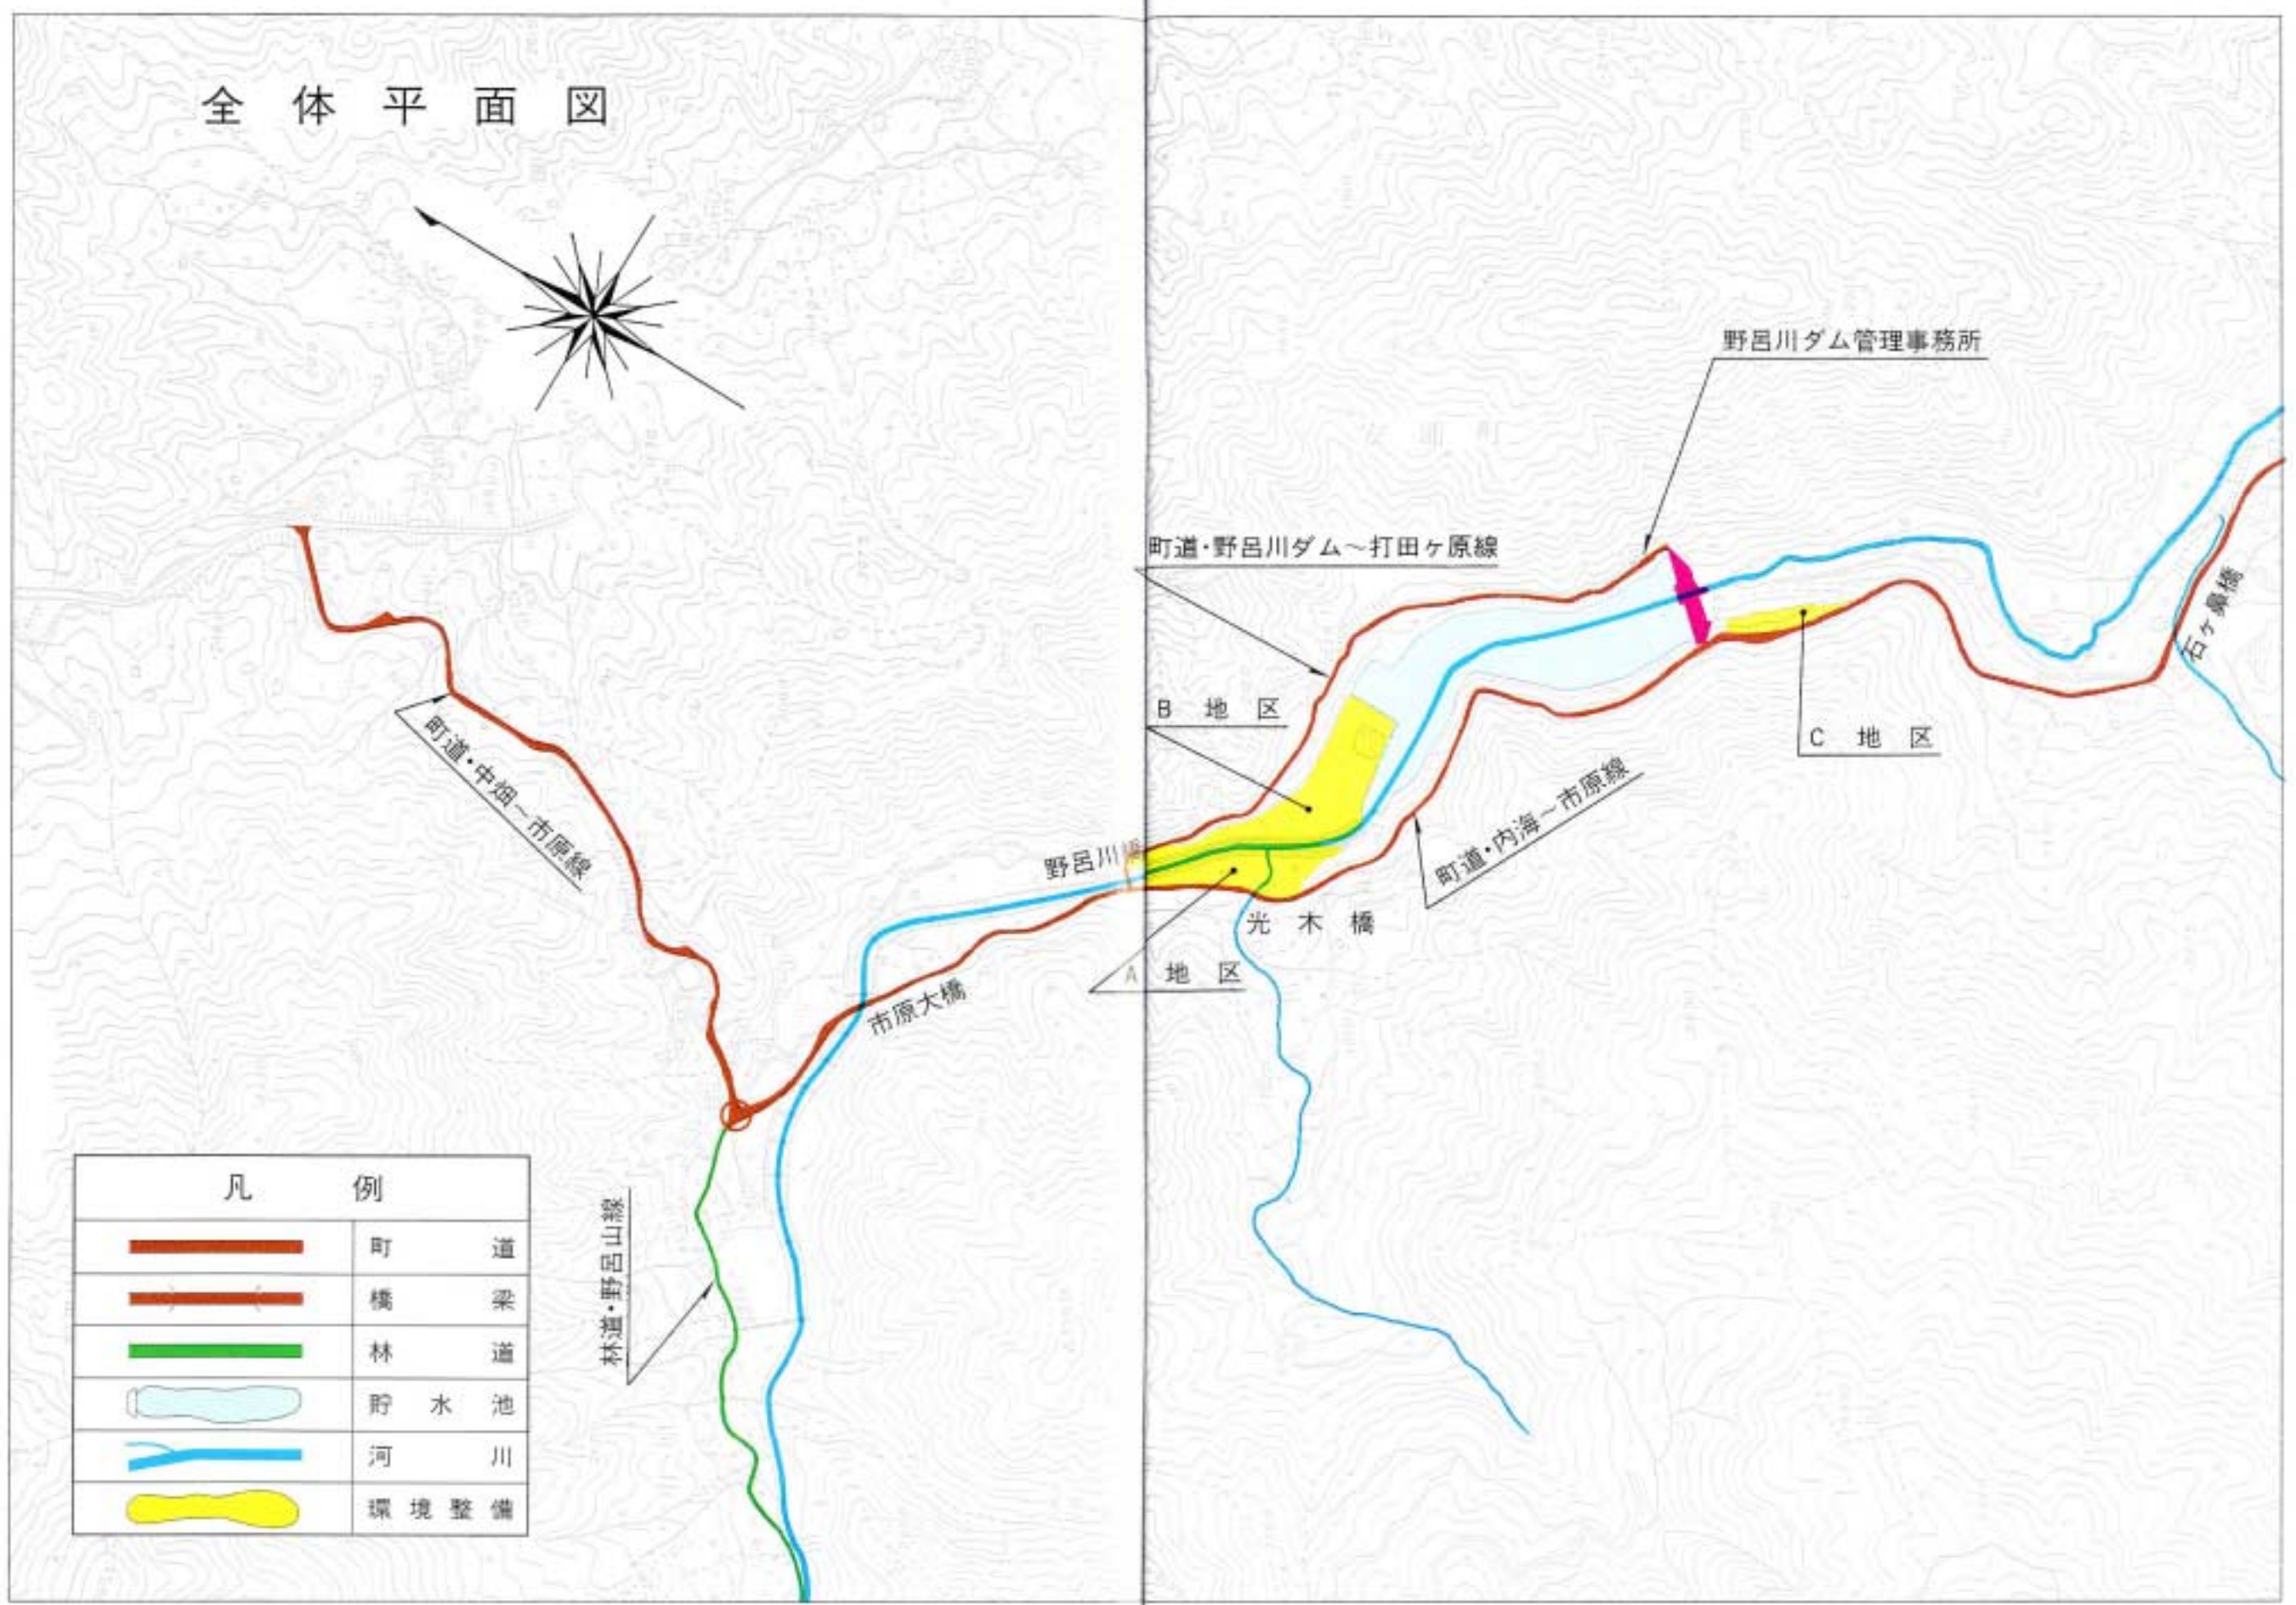 全体平面図
野呂川ダム管理事務所
安浦町
町道・野呂川ダム〜打田ヶ原線
石ヶ鼻橋
B地区
C地区
町道・中畑〜市原線
町道・内海〜市原線
野呂川橋
光木橋
A地区
市原大橋
林道・野呂山線
凡例
町道
橋梁
林道
貯水池
河川
環境整備